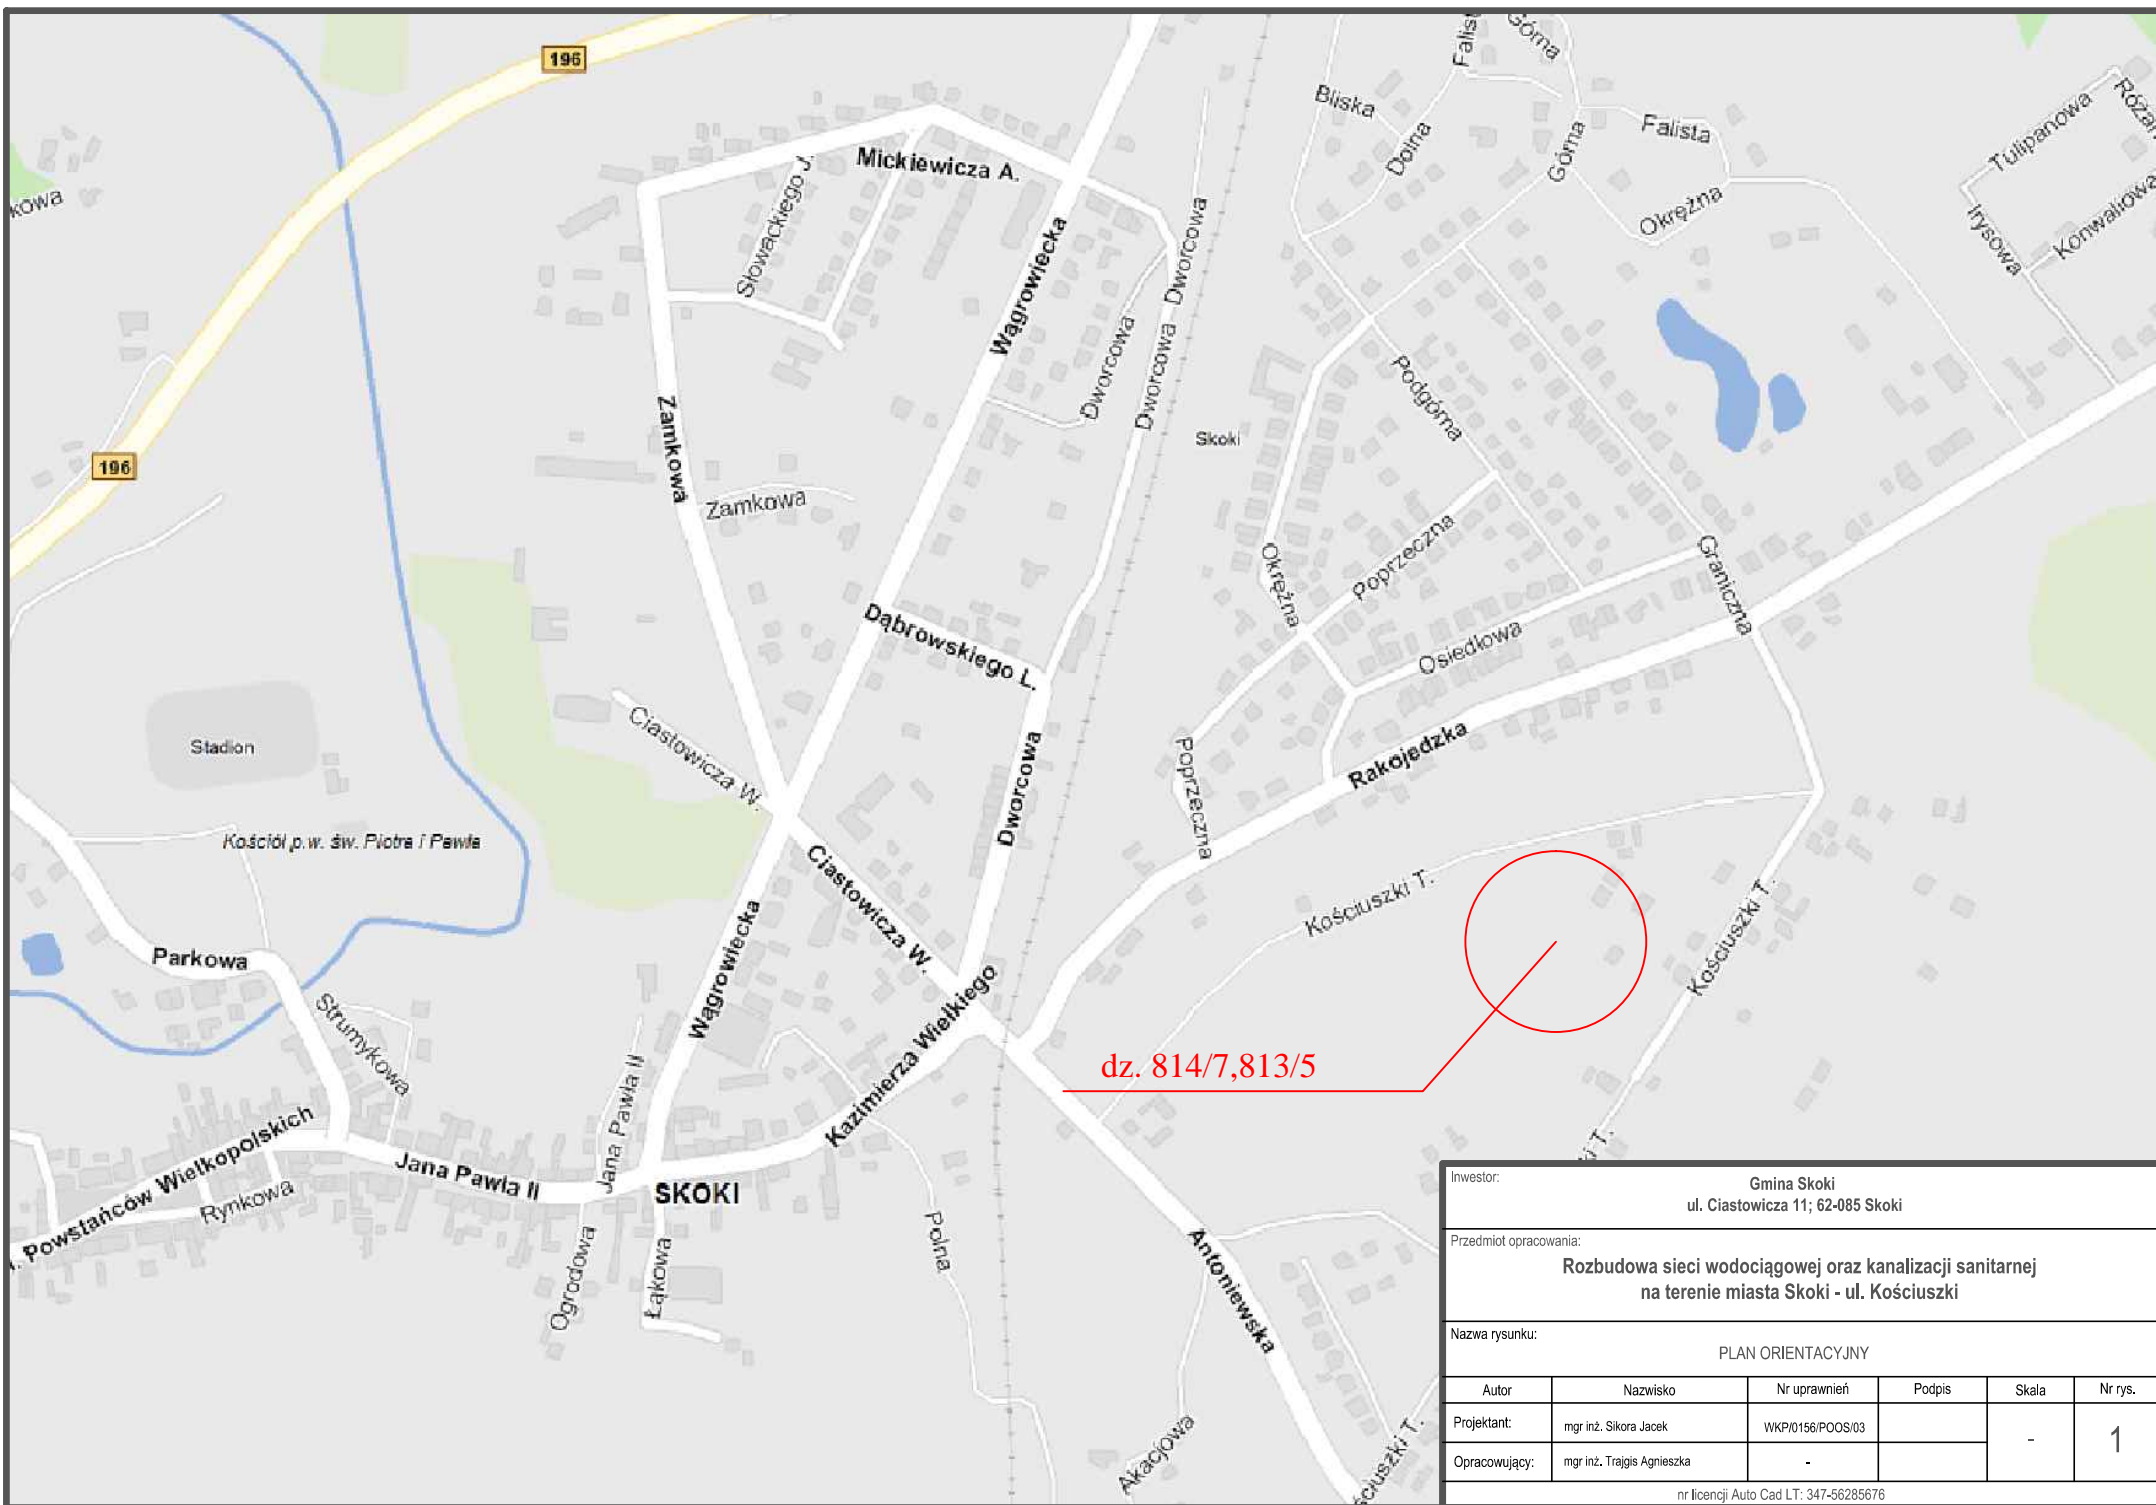 196
196
Górna
Falista
Bliska
Dolna
Górna
Falista
Okrężna
Tulipanowa
Irysowa
Konwaliowa
Mickiewicza A.
Słowackiego J.
Wągrowiecka
Dworcowa
Dworcowa
Dworcowa
Zamkowa
Zamkowa
Skoki
Podgórna
Poprzeczna
Okrężna
Graniczna
Osiedlowa
Dąbrowskiego L.
Ciastowicza W.
Dworcowa
Poprzeczna
Rakojedzka
Stadion
Kościół p.w. św. Piotra i Pawła
Ciastowicza W.
Wągrowiecka
Kościuszki T.
Kościuszki T.
Parkowa
Strumykowa
Kazimierza Wielkiego
dz. 814/7,813/5
Jana Pawła II
Powstańców Wielkopolskich
Rynkowa
Jana Pawła II
SKOKI
Ogrodowa
Łąkowa
Polna
Antoniewska
Akacjowa
Inwestor:
Gmina Skoki
ul. Ciastowicza 11; 62-085 Skoki
Przedmiot opracowania:
Rozbudowa sieci wodociągowej oraz kanalizacji sanitarnej
na terenie miasta Skoki - ul. Kościuszki
Nazwa rysunku:
PLAN ORIENTACYJNY
Autor Nazwisko Nr uprawnień Podpis Skala Nr rys.
Projektant: mgr inż. Sikora Jacek WKP/0156/POOS/03 - 1
Opracowujący: mgr inż. Trajgis Agnieszka -
nr licencji Auto Cad LT: 347-56285676